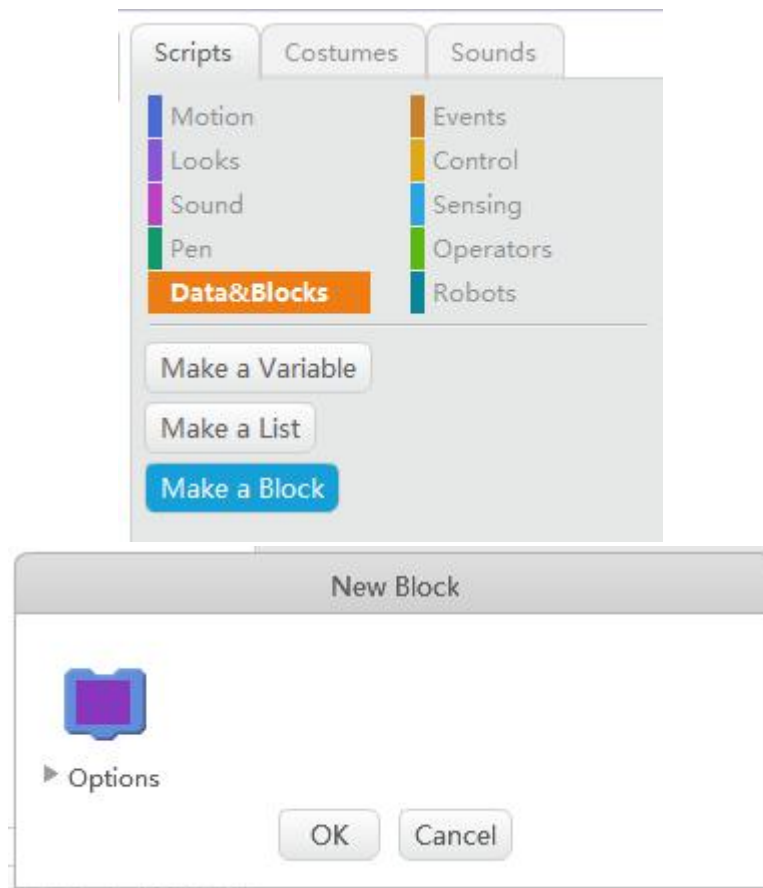 Scripts Costumes Sounds
Motion Events
Looks Control
Sound Sensing
Pen Operators
Data&Blocks Robots
Make a Variable
Make a List
Make a Block
New Block
Options
OK Cancel